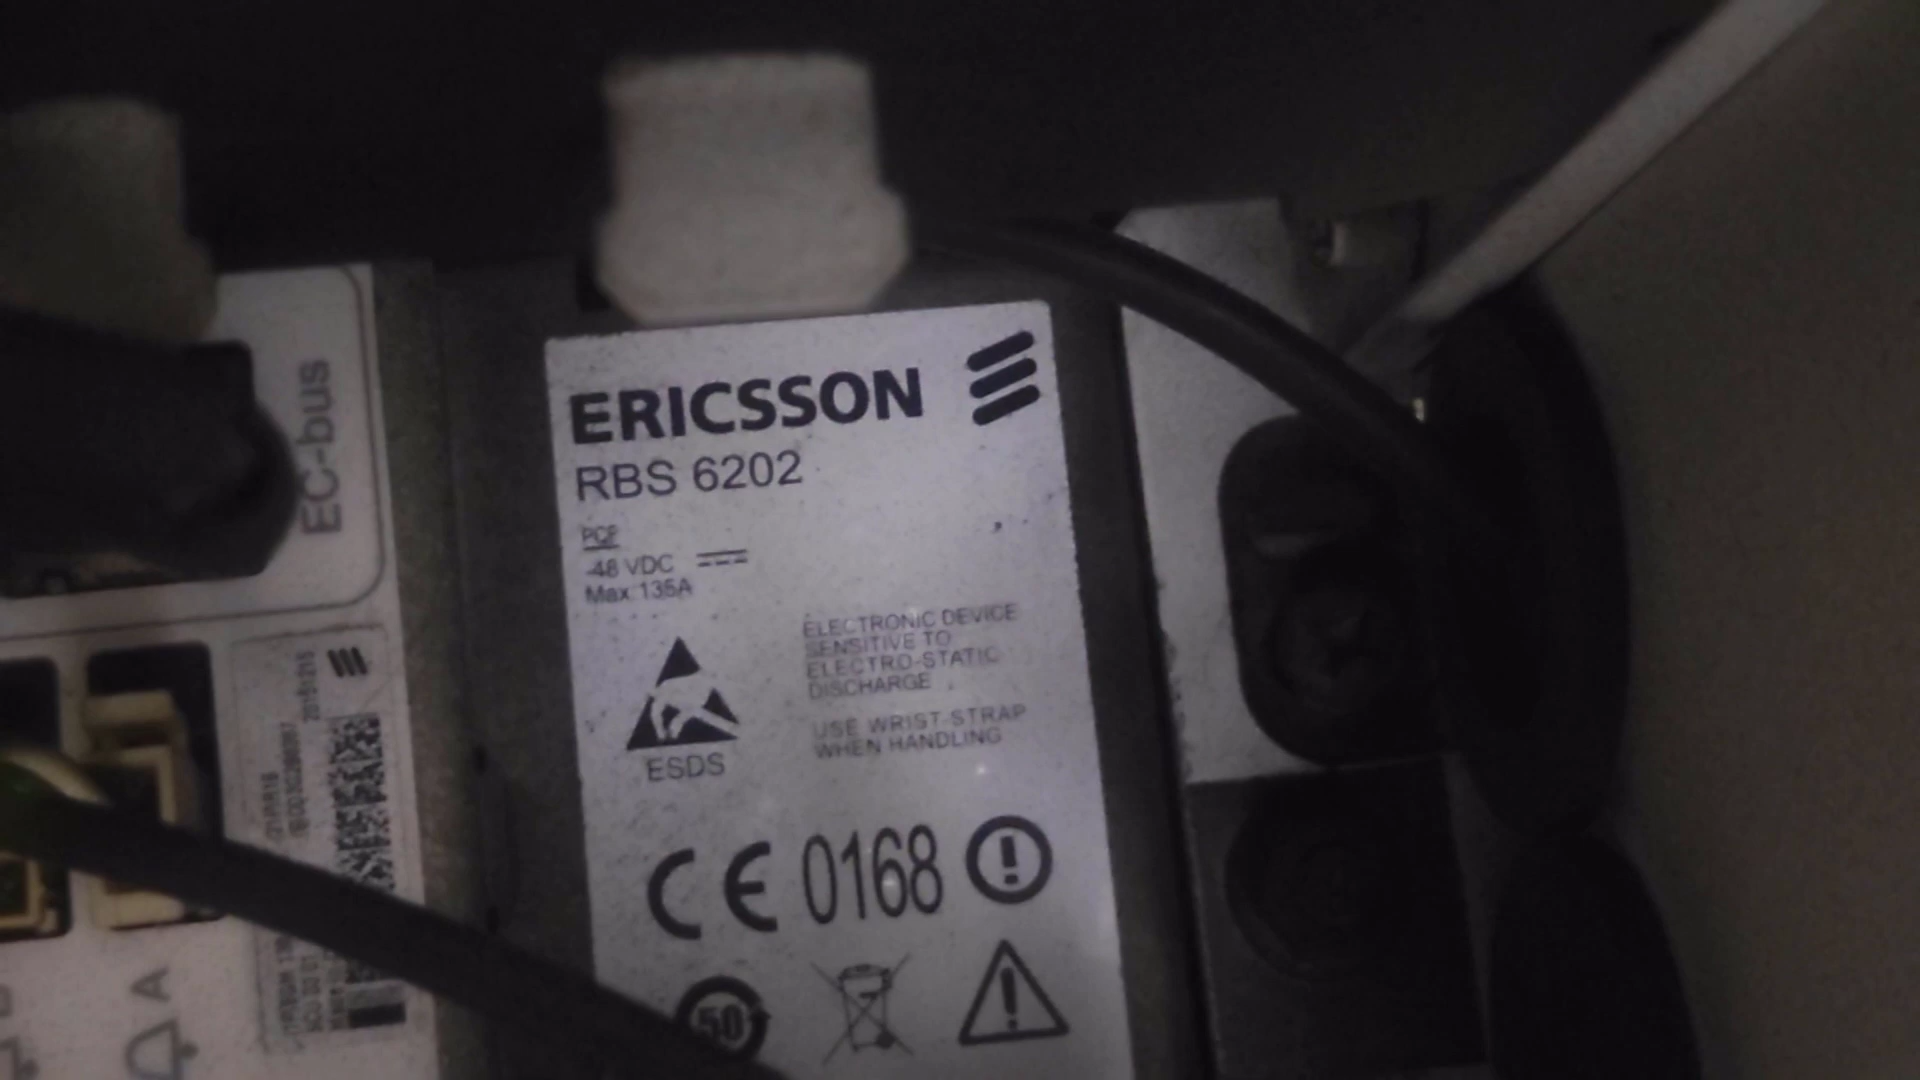 EC-bus
ERICSSON
RBS 6202
PCF
-48 VDC
Max:135A
ELECTRONIC DEVICE
SENSITIVE TO
ELECTRO-STATIC
DISCHARGE
USE WRIST-STRAP
WHEN HANDLING
ESDS
CE 0168
50
A